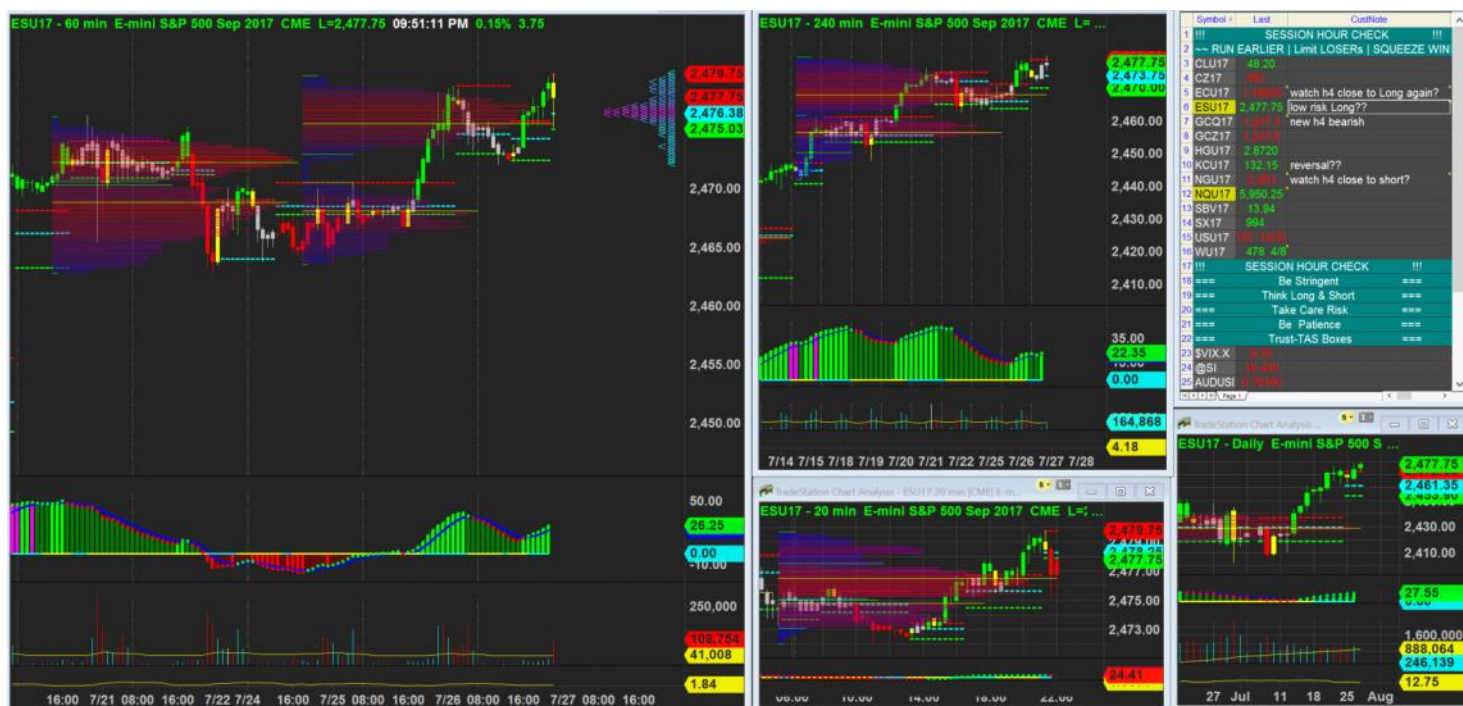 ESU17 - 60 min E-mini S&P 500 Sep 2017 CME L=2,477.75 09:51:11 PM 0.15% 3.75
2,479.75
2,477.75
2,476.38
2,475.03
2,470.00
2,465.00
2,460.00
2,455.00
2,450.00
50.00
26.25
0.00
-10.00
250,000
108,754
41,008
1.84
16:00 7/21 08:00 16:00 7/22 7/24 16:00 7/25 08:00 16:00 7/26 08:00 16:00 7/27 08:00 16:00
ESU17 - 240 min E-mini S&P 500 Sep 2017 CME L= ...
2,477.75
2,473.75
2,470.00
2,460.00
2,450.00
2,440.00
2,430.00
2,420.00
2,410.00
35.00
22.35
0.00
164,868
4.18
7/14 7/15 7/18 7/19 7/20 7/21 7/22 7/25 7/26 7/27 7/28
TradeStation Chart Analysis - ESU17 20 min [CME] E-m...
ESU17 - 20 min E-mini S&P 500 Sep 2017 CME L=2 ...
2,479.75
2,478.25
2,477.75
2,477.00
2,475.00
2,473.00
24.41
10:00 14:00 18:00 22:00
Symbol Last CustNote
1 !!! SESSION HOUR CHECK !!!
2 ~~ RUN EARLIER | Limit LOSERs | SQUEEZE WIN
3 CLU17 48.20
4 CZ17
5 ECU17 watch h4 close to Long again?
6 ESU17 2,477.75 low risk Long??
7 GCQ17 new h4 bearish
8 GCZ17
9 HGU17 2.8720
10 KCU17 132.15 reversal??
11 NGU17 watch h4 close to short?
12 NQU17 5,950.25
13 SBV17 13.94
14 SX17 994
15 USU17
16 WU17 478 4/8
17 !!! SESSION HOUR CHECK !!!
18 === Be Stringent ===
19 === Think Long & Short ===
20 === Take Care Risk ===
21 === Be Patience ===
22 === Trust-TAS Boxes ===
23 $VIX.X
24 @SI
25 AUDUSI
Page 1
TradeStation Chart Analysis ...
ESU17 - Daily E-mini S&P 500 S ...
2,477.75
2,461.35
2,430.00
2,410.00
27.55
0.00
1,600,000
888,064
246,139
12.75
27 Jul 11 18 25 Aug